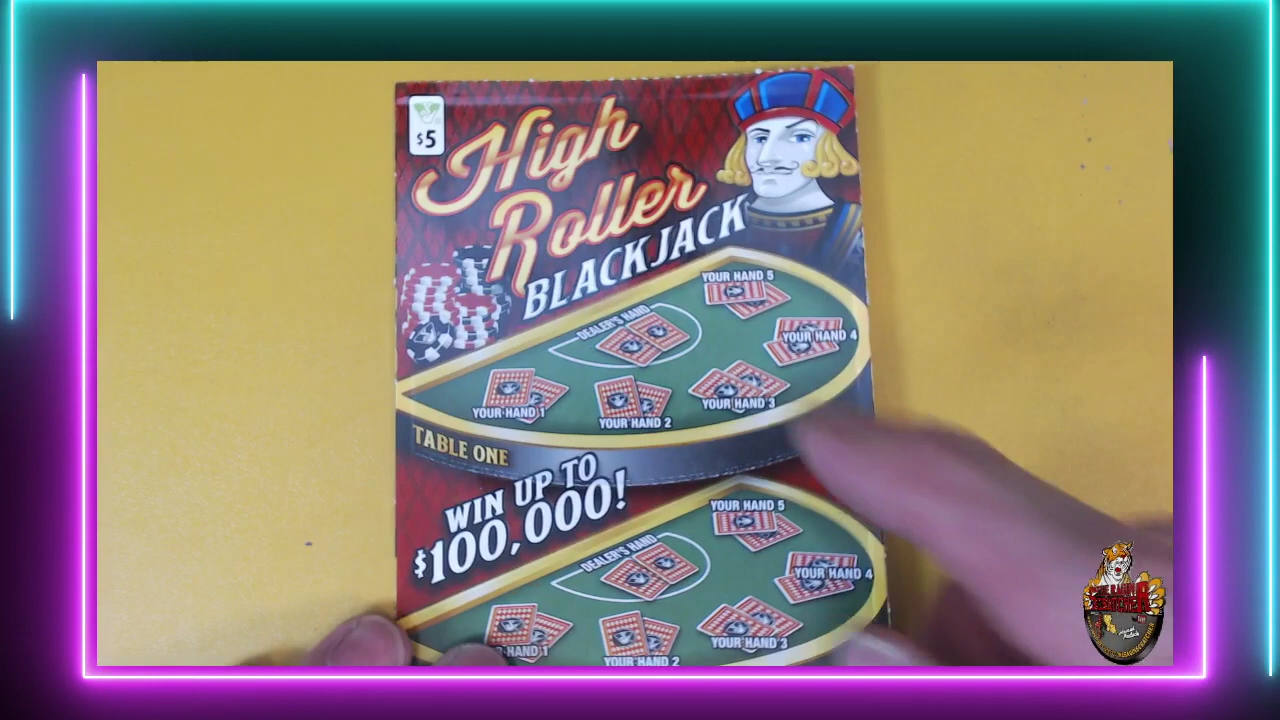 $5
High
Roller
BLACKJACK
YOUR HAND 5
DEALER'S HAND
YOUR HAND 4
YOUR HAND 1
YOUR HAND 2
YOUR HAND 3
TABLE ONE
WIN UP TO
$100,000!
YOUR HAND 5
DEALER'S HAND
YOUR HAND 4
HAND 1
YOUR HAND 2
YOUR HAND 3